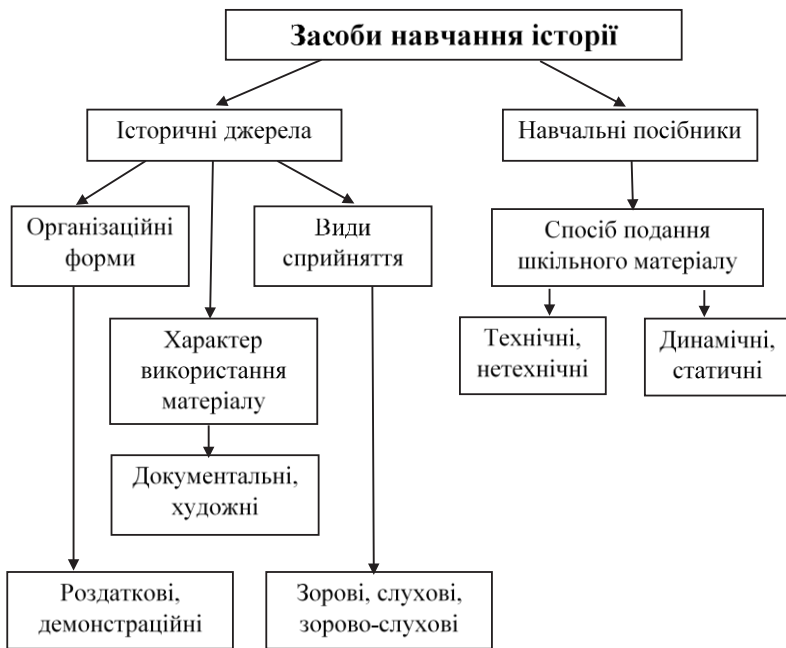 Засоби навчання історії
Історичні джерела
Навчальні посібники
Організаційні
форми
Види
сприйняття
Спосіб подання
шкільного матеріалу
Характер
використання
матеріалу
Технічні,
нетехнічні
Динамічні,
статичні
Документальні,
художні
Роздаткові,
демонстраційні
Зорові, слухові,
зорово-слухові